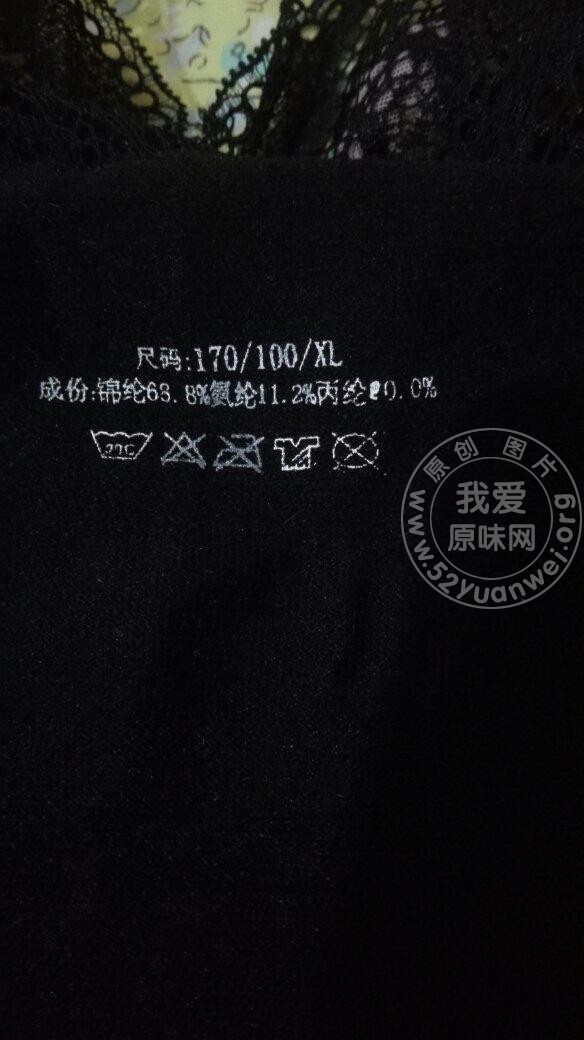 尺码:170/100/XL
成份:锦纶68.8%氨纶11.2%丙纶20.0%
原创图片
我爱
原味网
www.52yuanwei.org